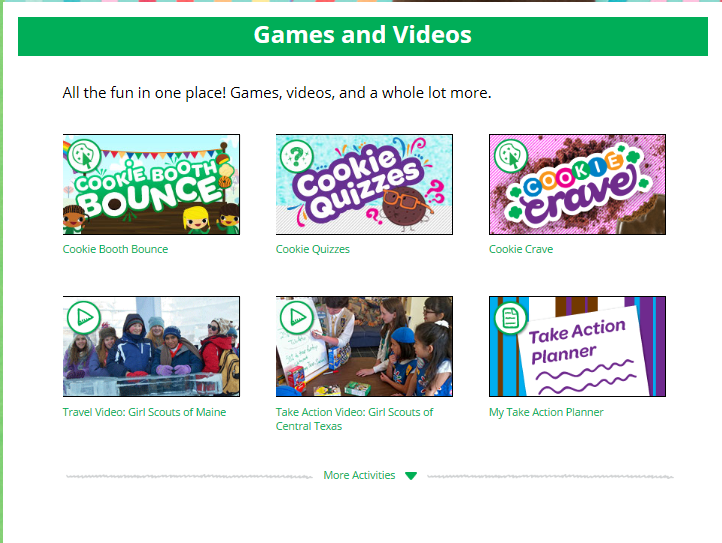 Games and Videos
All the fun in one place! Games, videos, and a whole lot more.
COOKIE BOOTH
BOUNCE
Cookie
Quizzes
COOKIE
crave
Cookie Booth Bounce
Cookie Quizzes
Cookie Crave
Take Action
Planner
Travel Video: Girl Scouts of Maine
Take Action Video: Girl Scouts of
Central Texas
My Take Action Planner
More Activities